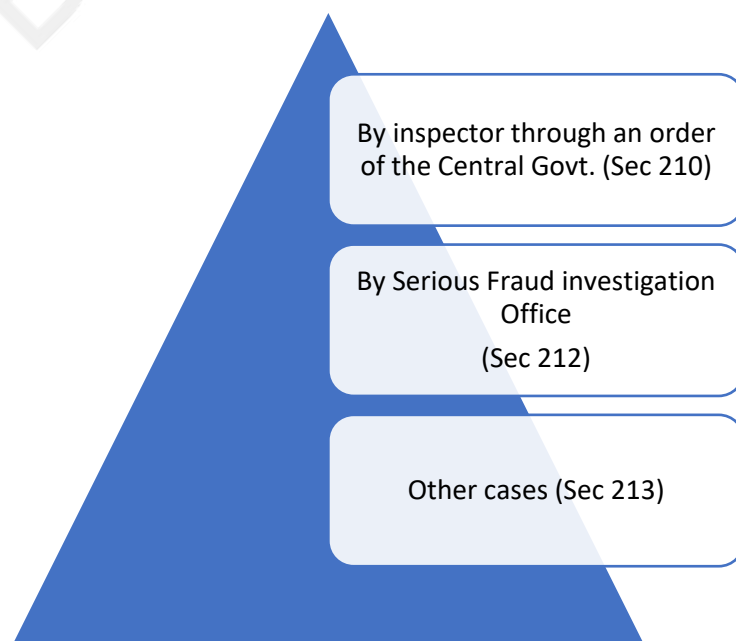 By inspector through an order
of the Central Govt. (Sec 210)
By Serious Fraud investigation
Office
(Sec 212)
Other cases (Sec 213)